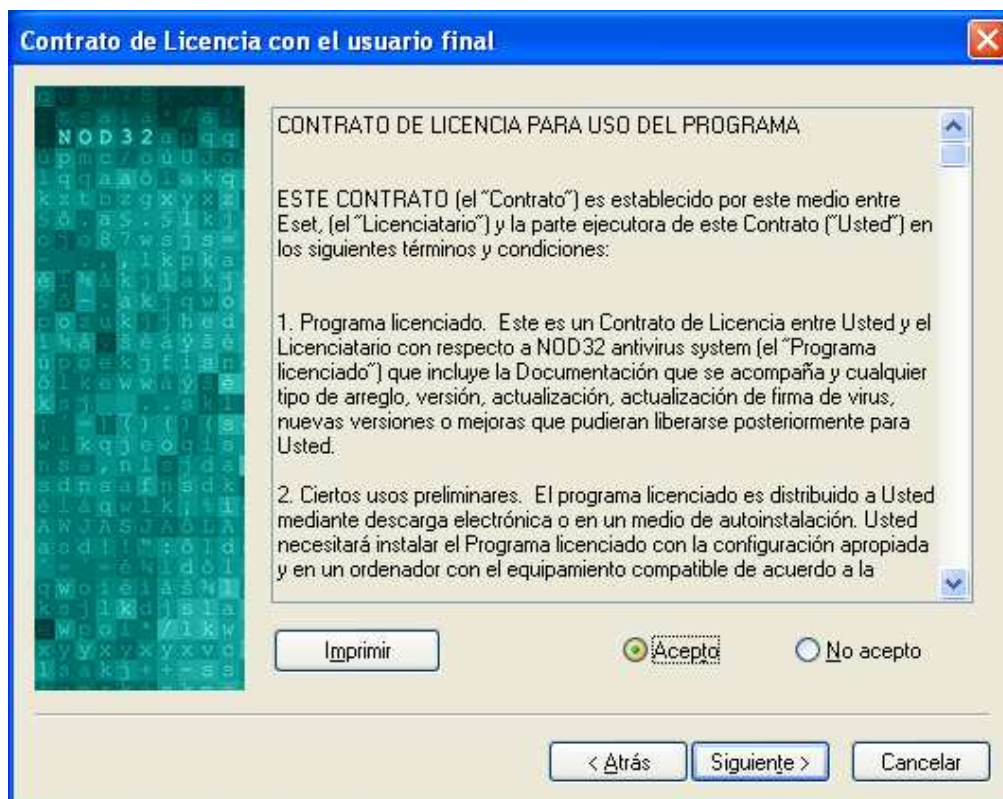 Contrato de Licencia con el usuario final
NOD32
CONTRATO DE LICENCIA PARA USO DEL PROGRAMA
ESTE CONTRATO (el "Contrato") es establecido por este medio entre
Eset, (el "Licenciatario") y la parte ejecutora de este Contrato ("Usted") en
los siguientes términos y condiciones:
1. Programa licenciado.  Este es un Contrato de Licencia entre Usted y el
Licenciatario con respecto a NOD32 antivirus system (el "Programa
licenciado") que incluye la Documentación que se acompaña y cualquier
tipo de arreglo, versión, actualización, actualización de firma de virus,
nuevas versiones o mejoras que pudieran liberarse posteriormente para
Usted.
2. Ciertos usos preliminares.  El programa licenciado es distribuido a Usted
mediante descarga electrónica o en un medio de autoinstalación. Usted
necesitará instalar el Programa licenciado con la configuración apropiada
y en un ordenador con el equipamiento compatible de acuerdo a la
Imprimir
Acepto
No acepto
< Atrás
Siguiente >
Cancelar